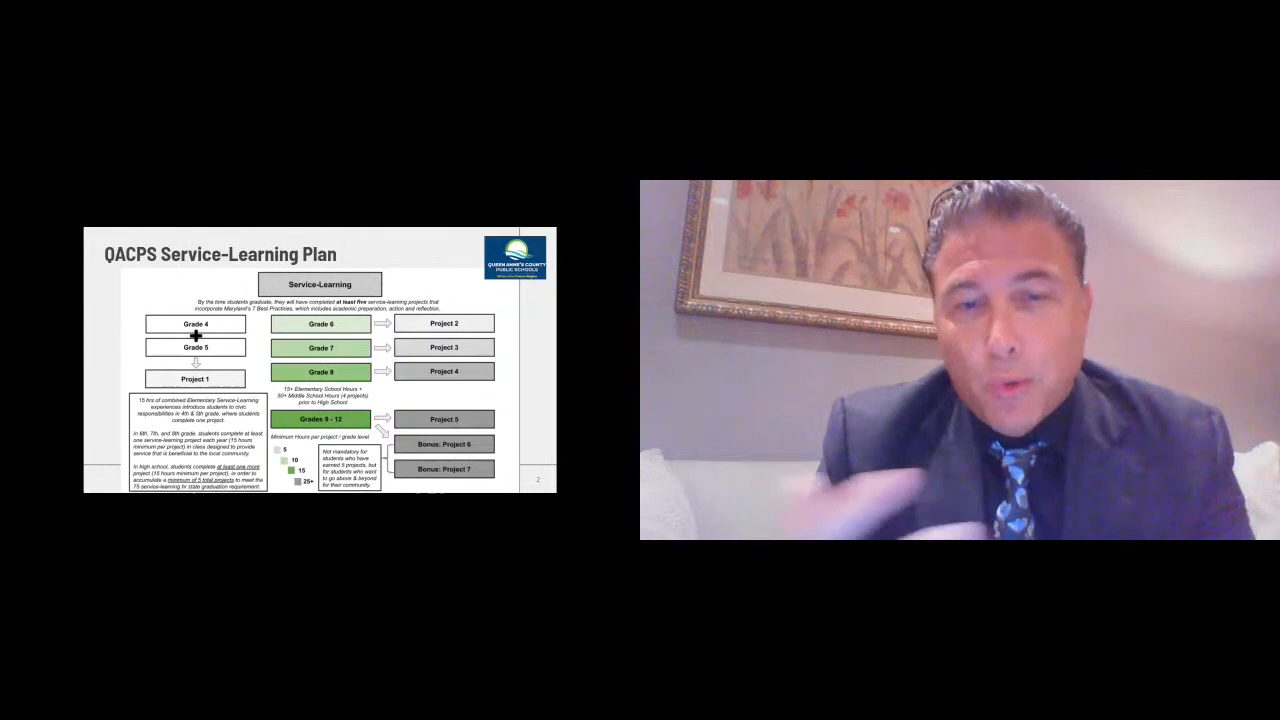 QACPS Service-Learning Plan
QUEEN ANNE'S COUNTY
PUBLIC SCHOOLS
Service-Learning
By the time students graduate, they will have completed at least five service-learning projects that
incorporate Maryland's 7 Best Practices, which includes academic preparation, action and reflection.
Grade 4
Grade 5
Project 1
Grade 6
Project 2
Grade 7
Project 3
Grade 8
Project 4
15+ Elementary School Hours +
50+ Middle School Hours (4 projects)
prior to High School
15 hrs of combined Elementary Service-Learning
experiences introduce students to civic
responsibilities in 4th & 5th grade, where students
complete one project.
In 6th, 7th, and 8th grade, students complete at least
one service-learning project each year (15 hours
minimum per project) in class designed to provide
service that is beneficial to the local community.
In high school, students complete at least one more
project (15 hours minimum per project), in order to
accumulate a minimum of 5 total projects to meet the
75 service-learning hr state graduation requirement.
Grades 9 - 12
Project 5
Minimum Hours per project / grade level
5
10
15
25+
Not mandatory for
students who have
earned 5 projects, but
for students who want
to go above & beyond
for their community.
Bonus: Project 6
Bonus: Project 7
2